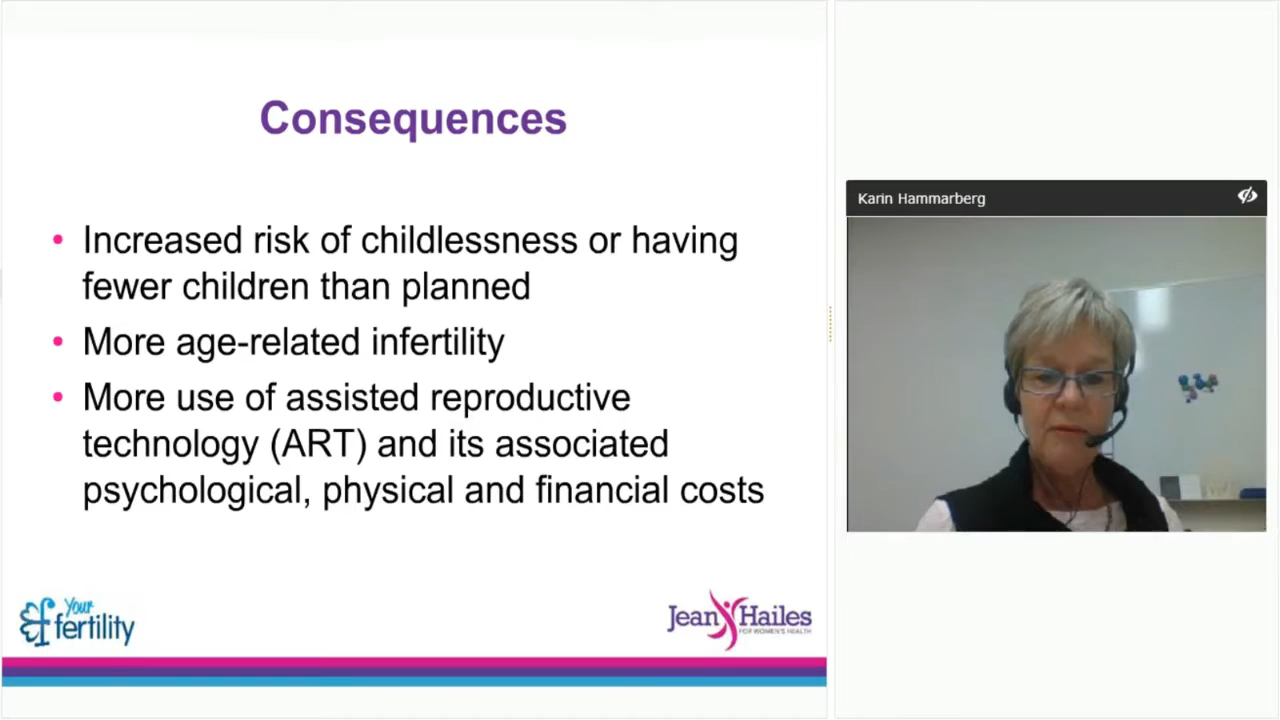 Consequences
• Increased risk of childlessness or having
fewer children than planned
• More age-related infertility
• More use of assisted reproductive
technology (ART) and its associated
psychological, physical and financial costs
Your
fertility
Jean Hailes
FOR WOMEN'S HEALTH
Karin Hammarberg